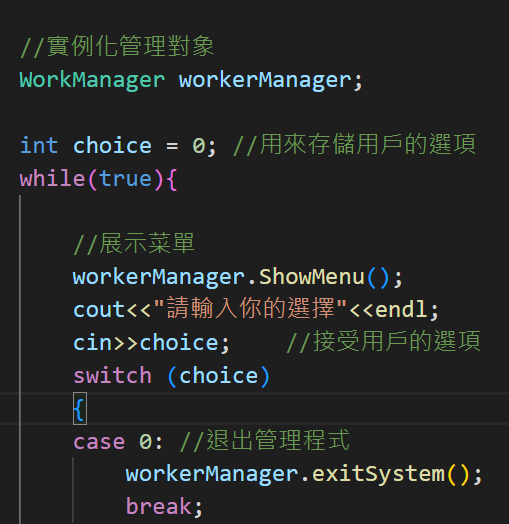 //實例化管理對象
WorkManager workerManager;
int choice = 0; //用來存儲用戶的選項
while(true){
//展示菜單
workerManager.ShowMenu();
cout<<"請輸入你的選擇"<<endl;
cin>>choice; //接受用戶的選項
switch (choice)
{
case 0: //退出管理程式
workerManager.exitSystem();
break;